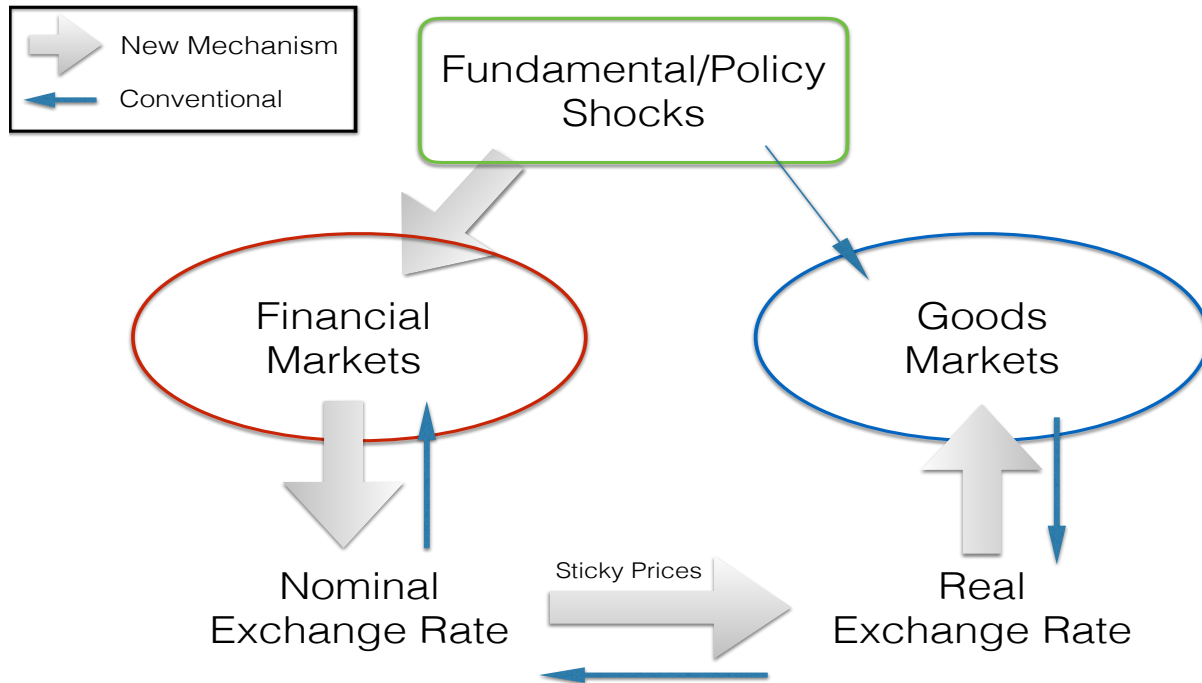 New Mechanism
Conventional
Fundamental/Policy
Shocks
Financial
Markets
Goods
Markets
Nominal
Exchange Rate
Sticky Prices
Real
Exchange Rate